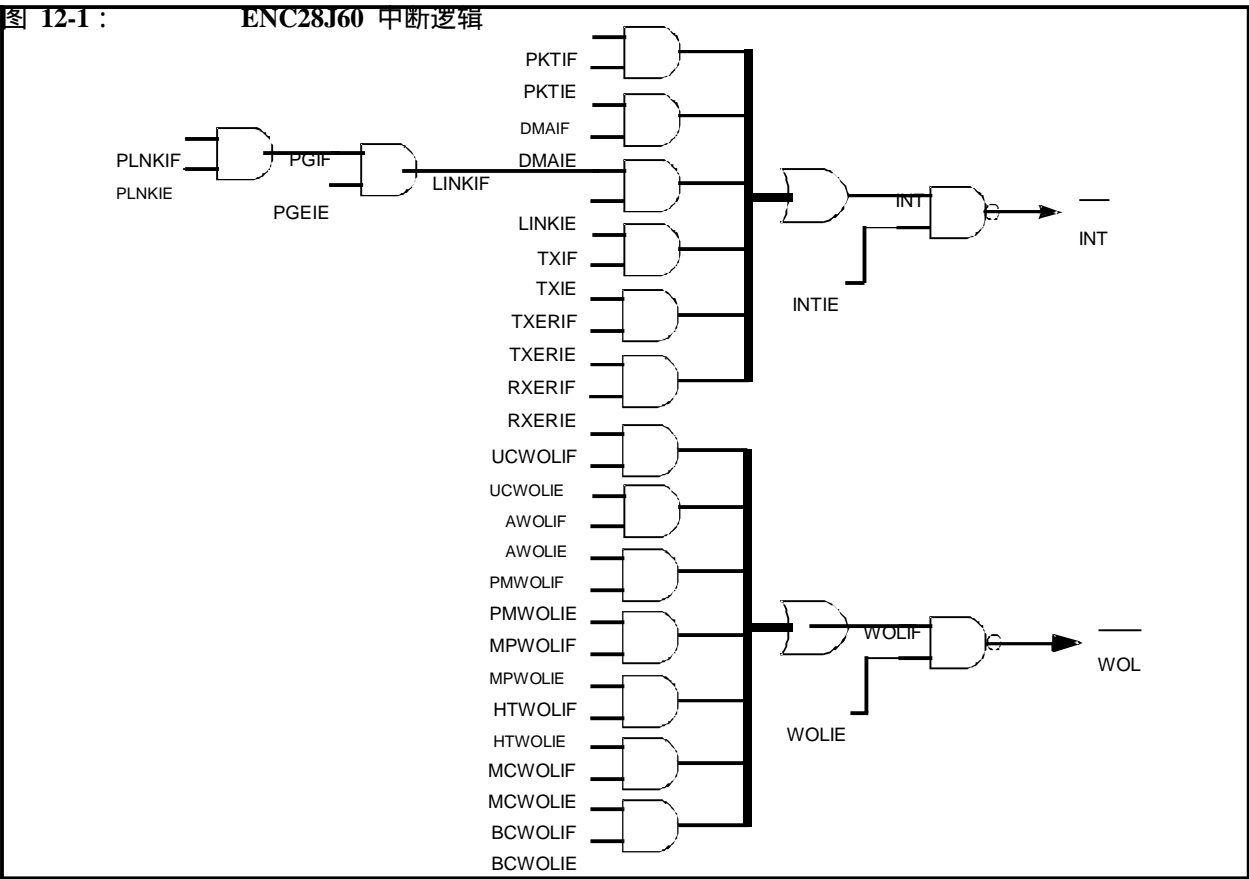 图 12-1： ENC28J60 中断逻辑
PKTIF
PKTIE
DMAIF
DMAIE
PLNKIF
PLNKIE
PGIF
PGEIE
LINKIF
LINKIE
TXIF
TXIE
TXERIF
TXERIE
RXERIF
RXERIE
INT
INTIE
INT
UCWOLIF
UCWOLIE
AWOLIF
AWOLIE
PMWOLIF
PMWOLIE
MPWOLIF
MPWOLIE
HTWOLIF
HTWOLIE
MCWOLIF
MCWOLIE
BCWOLIF
BCWOLIE
WOLIF
WOLIE
WOL